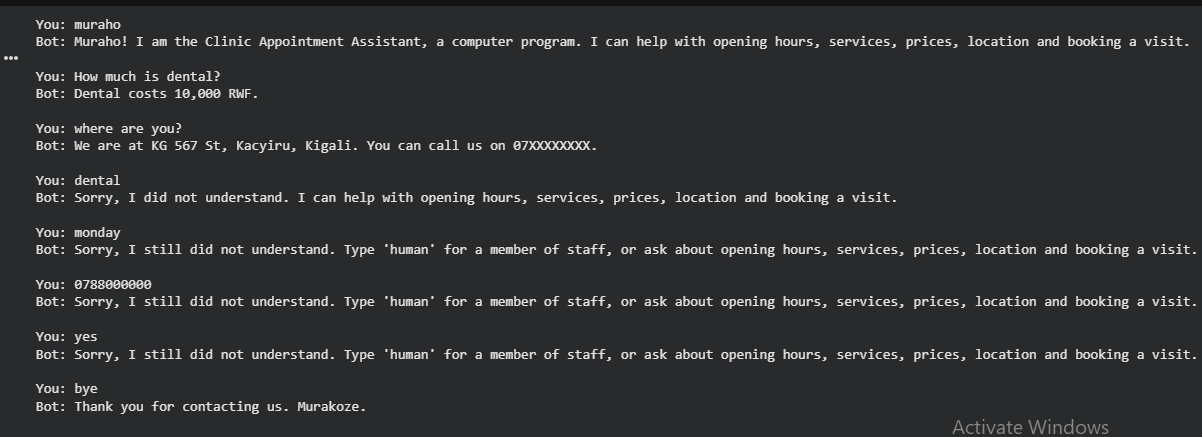 You: muraho
Bot: Muraho! I am the Clinic Appointment Assistant, a computer program. I can help with opening hours, services, prices, location and booking a visit.
You: How much is dental?
Bot: Dental costs 10,000 RWF.
You: where are you?
Bot: We are at KG 567 St, Kacyiru, Kigali. You can call us on 07XXXXXXXX.
You: dental
Bot: Sorry, I did not understand. I can help with opening hours, services, prices, location and booking a visit.
You: monday
Bot: Sorry, I still did not understand. Type 'human' for a member of staff, or ask about opening hours, services, prices, location and booking a visit.
You: 0788000000
Bot: Sorry, I still did not understand. Type 'human' for a member of staff, or ask about opening hours, services, prices, location and booking a visit.
You: yes
Bot: Sorry, I still did not understand. Type 'human' for a member of staff, or ask about opening hours, services, prices, location and booking a visit.
You: bye
Bot: Thank you for contacting us. Murakoze.
Activate Windows